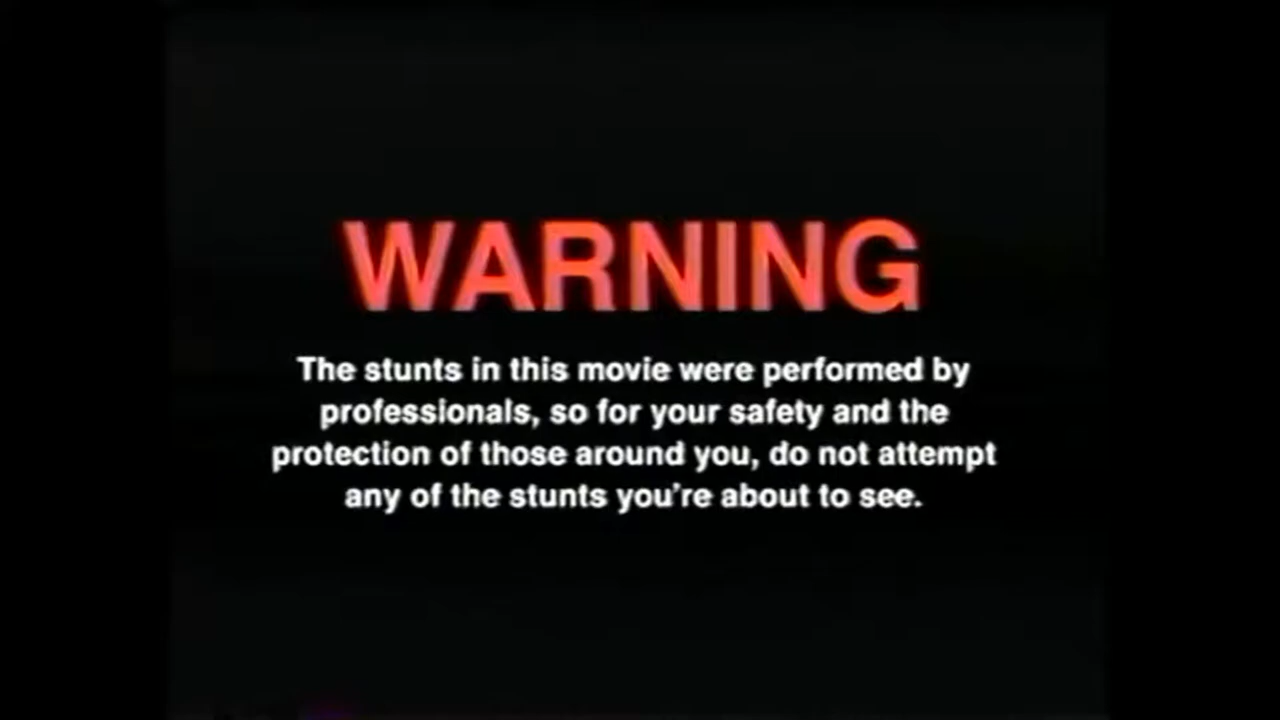 WARNING
The stunts in this movie were performed by
professionals, so for your safety and the
protection of those around you, do not attempt
any of the stunts you're about to see.